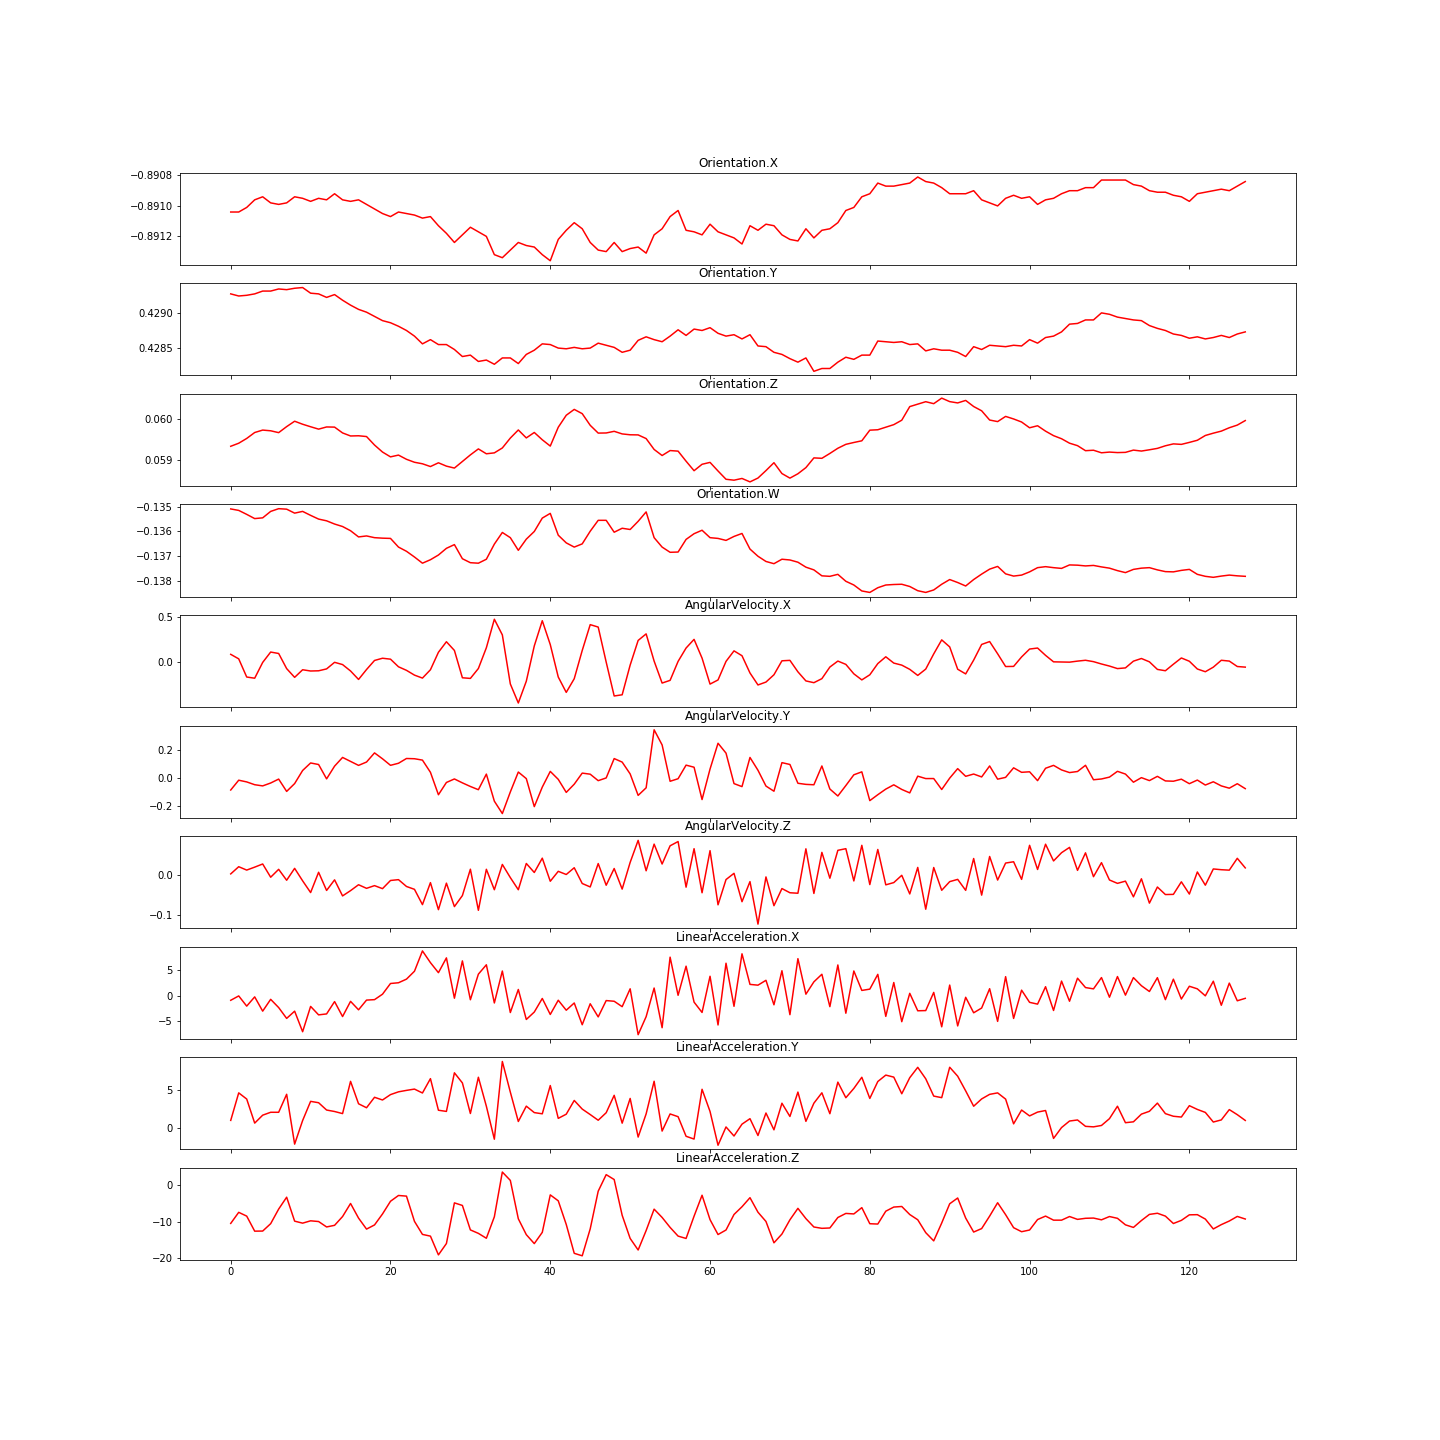 Orientation.X
−0.8908
−0.8910
−0.8912
Orientation.Y
0.4290
0.4285
Orientation.Z
0.060
0.059
Orientation.W
−0.135
−0.136
−0.137
−0.138
AngularVelocity.X
0.5
0.0
AngularVelocity.Y
0.2
0.0
−0.2
AngularVelocity.Z
0.0
−0.1
LinearAcceleration.X
5
0
−5
LinearAcceleration.Y
5
0
LinearAcceleration.Z
0
−10
−20
0 20 40 60 80 100 120